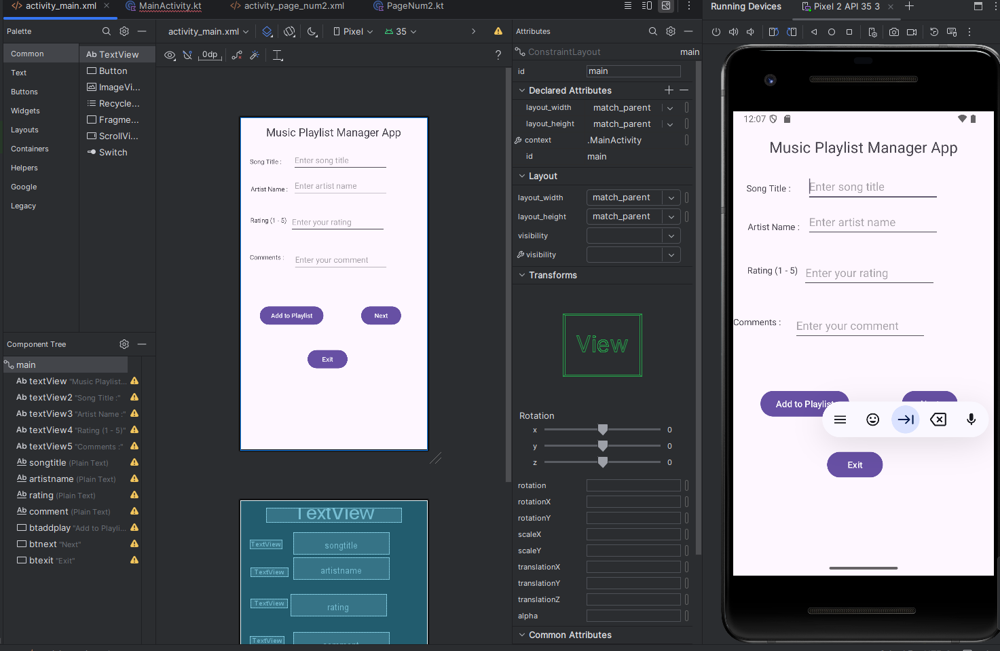 activity_main.xml
MainActivity.kt
activity_page_num2.xml
PageNum2.kt
Running Devices
Pixel 2 API 35 3
Palette
activity_main.xml
Pixel
35
Attributes
Common
Text
Buttons
Widgets
Layouts
Containers
Helpers
Google
Legacy
Ab TextView
Button
ImageVi...
Recycle...
Fragme...
ScrollVi...
Switch
0dp
?
Music Playlist Manager App
Song Title :
Enter song title
Artist Name :
Enter artist name
Rating (1 - 5)
Enter your rating
Comments :
Enter your comment
Add to Playlist
Next
Exit
Component Tree
main
Ab textView "Music Playlist...
Ab textView2 "Song Title :"
Ab textView3 "Artist Name :"
Ab textView4 "Rating (1 - 5)"
Ab textView5 "Comments :"
Ab songtitle (Plain Text)
Ab artistname (Plain Text)
Ab rating (Plain Text)
Ab comment (Plain Text)
btaddplay "Add to Playli...
btnext "Next"
btexit "Exit"
TextView
TextView
songtitle
TextView
artistname
TextView
rating
TextView
ConstraintLayout
main
id
main
Declared Attributes
layout_width
match_parent
layout_height
match_parent
context
.MainActivity
id
main
Layout
layout_width
match_parent
layout_height
match_parent
visibility
visibility
Transforms
View
Rotation
x
0
y
0
z
0
rotation
rotationX
rotationY
scaleX
scaleY
translationX
translationY
translationZ
alpha
Common Attributes
12:07
Music Playlist Manager App
Song Title :
Enter song title
Artist Name :
Enter artist name
Rating (1 - 5)
Enter your rating
Comments :
Enter your comment
Add to Playlist
Exit